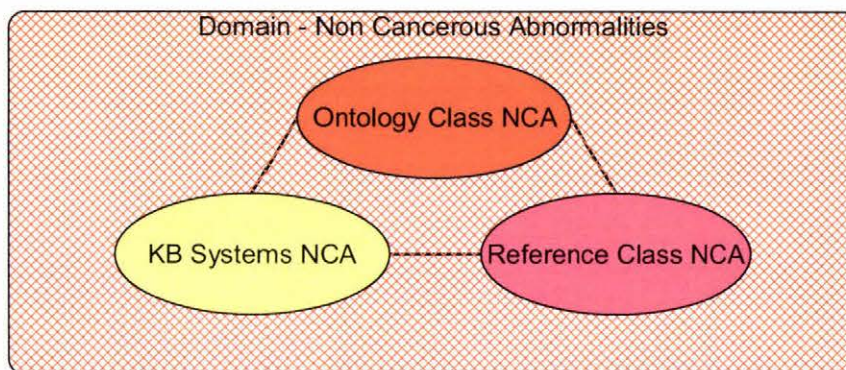 Domain - Non Cancerous Abnormalities
Ontology Class NCA
KB Systems NCA
Reference Class NCA